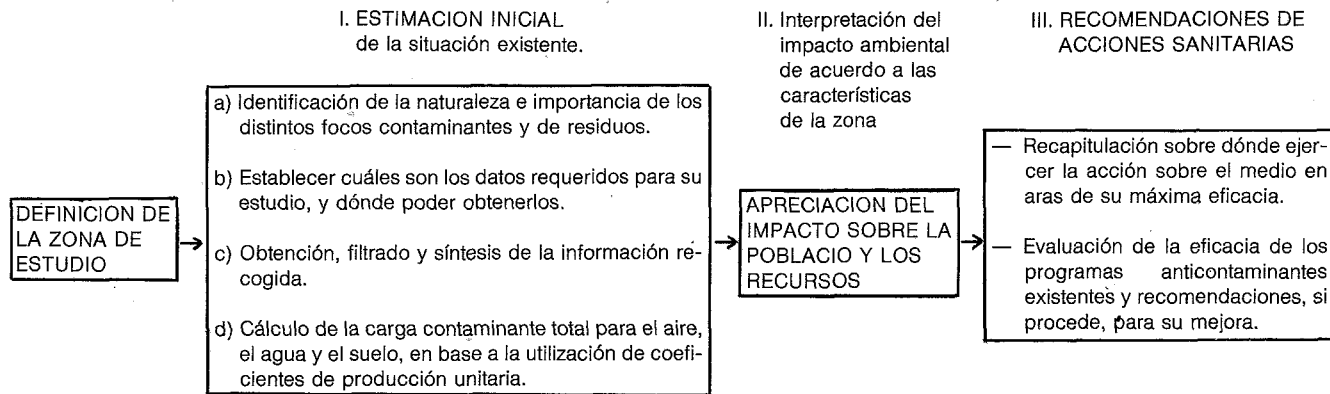 I. ESTIMACION INICIAL
de la situación existente.
II. Interpretación del
impacto ambiental
de acuerdo a las
características
de la zona
III. RECOMENDACIONES DE
ACCIONES SANITARIAS
DEFINICION DE
LA ZONA DE
ESTUDIO
a) Identificación de la naturaleza e importancia de los
distintos focos contaminantes y de residuos.
b) Establecer cuáles son los datos requeridos para su
estudio, y dónde poder obtenerlos.
c) Obtención, filtrado y síntesis de la información re-
cogida.
d) Cálculo de la carga contaminante total para el aire,
el agua y el suelo, en base a la utilización de coefi-
cientes de producción unitaria.
APRECIACION DEL
IMPACTO SOBRE LA
POBLACIO Y LOS
RECURSOS
— Recapitulación sobre dónde ejer-
cer la acción sobre el medio en
aras de su máxima eficacia.
— Evaluación de la eficacia de los
programas anticontaminantes
existentes y recomendaciones, si
procede, para su mejora.